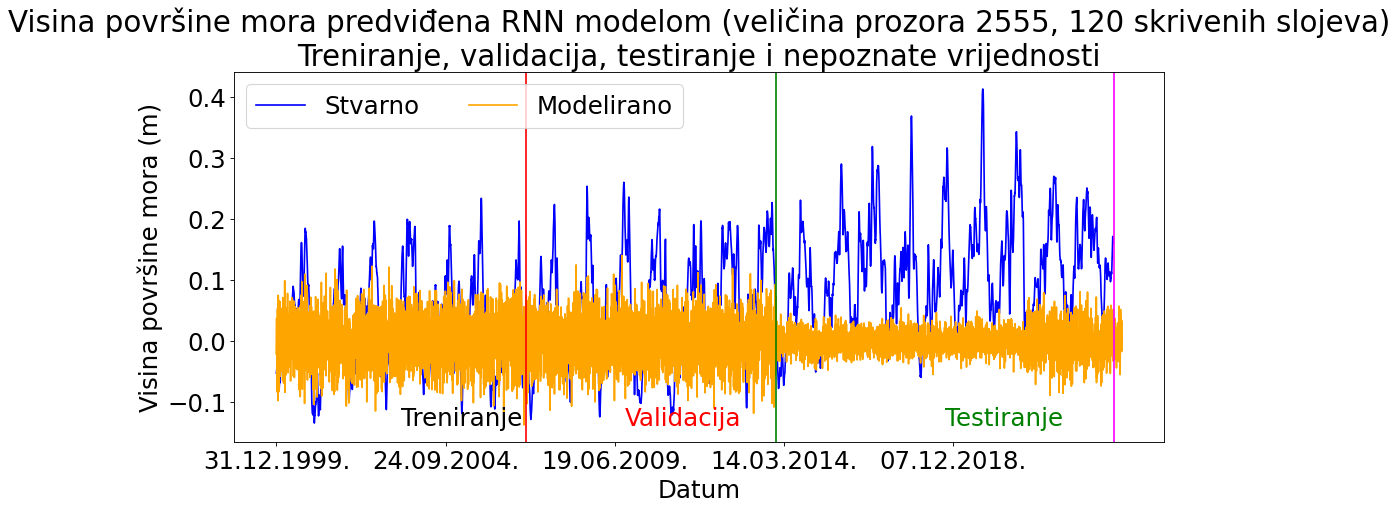 Visina površine mora predviđena RNN modelom (veličina prozora 2555, 120 skrivenih slojeva)
Treniranje, validacija, testiranje i nepoznate vrijednosti
Stvarno
Modelirano
Visina površine mora (m)
0.4
0.3
0.2
0.1
0.0
−0.1
Treniranje
Validacija
Testiranje
31.12.1999.
24.09.2004.
19.06.2009.
14.03.2014.
07.12.2018.
Datum